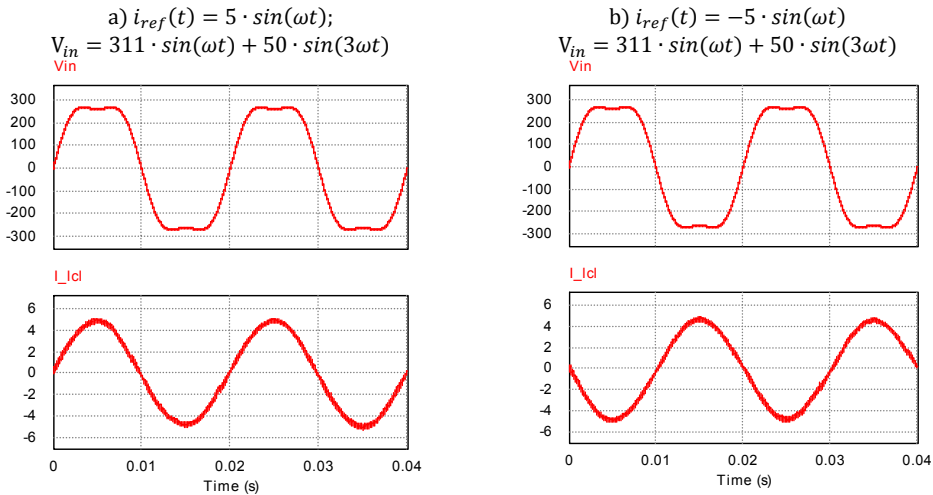 a) i_ref(t) = 5 · sin(ωt);
V_in = 311 · sin(ωt) + 50 · sin(3ωt)
Vin
300
200
100
0
-100
-200
-300
I_lcl
6
4
2
0
-2
-4
-6
0 0.01 0.02 0.03 0.04
Time (s)
b) i_ref(t) = −5 · sin(ωt)
V_in = 311 · sin(ωt) + 50 · sin(3ωt)
Vin
300
200
100
0
-100
-200
-300
I_lcl
6
4
2
0
-2
-4
-6
0 0.01 0.02 0.03 0.04
Time (s)